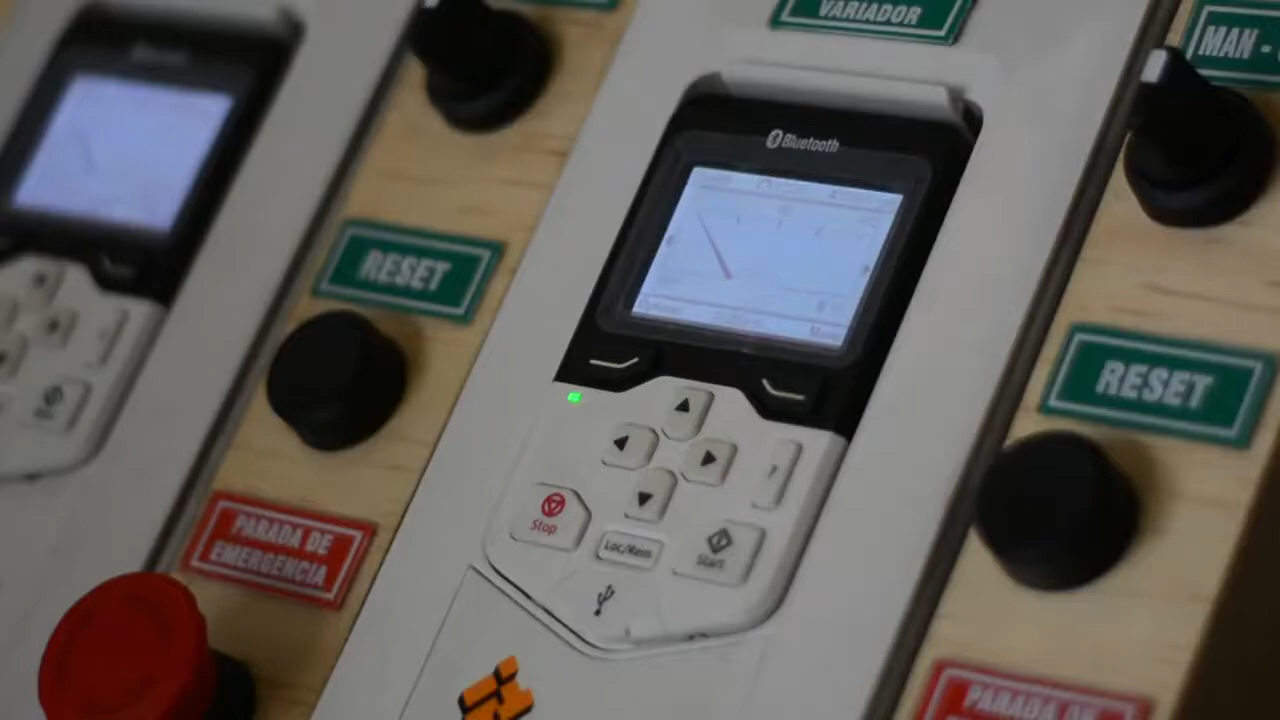 VARIADOR
MAN -
Bluetooth
RESET
RESET
Stop
Loc/Rem
Start
PARADA DE
EMERGENCIA
PARADA DE